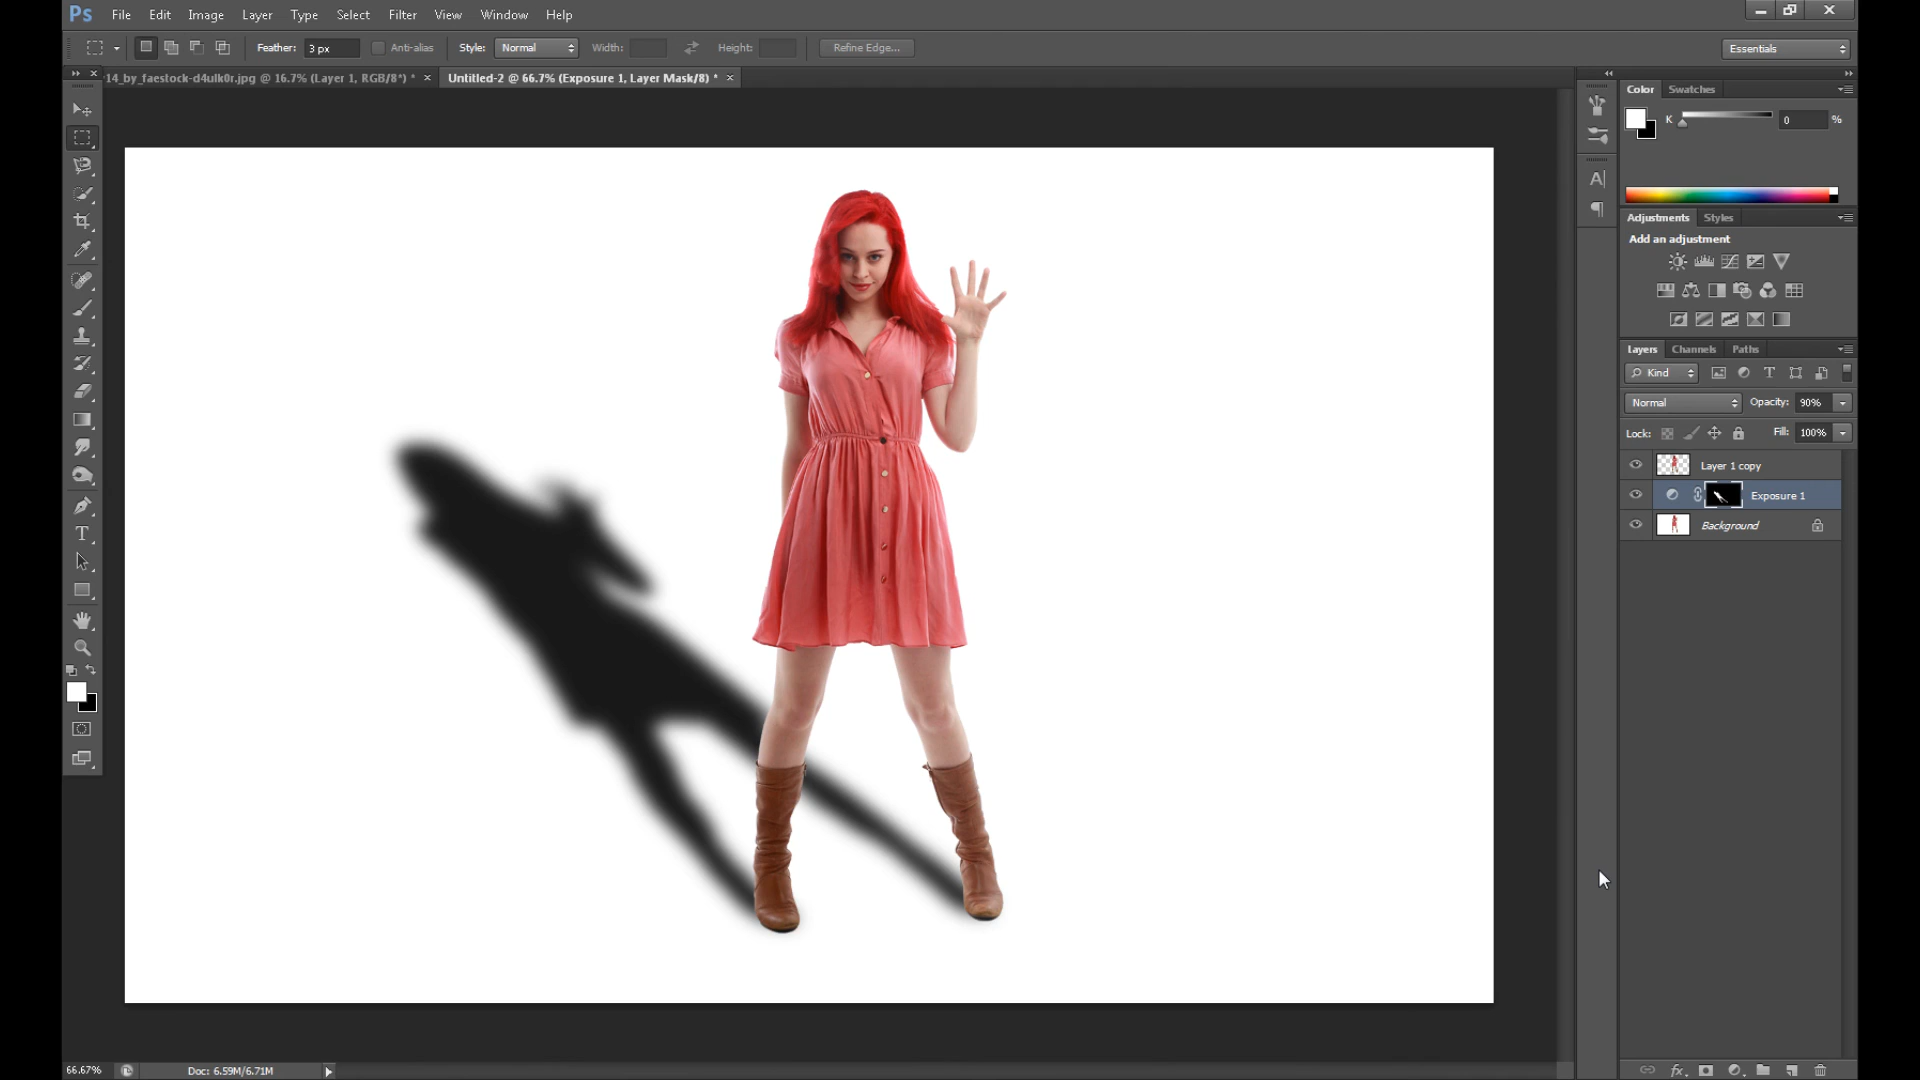 Ps File Edit Image Layer Type Select Filter View Window Help
Feather: 3 px Anti-alias Style: Normal Width: Height: Refine Edge... Essentials
14_by_faestock-d4ulk0r.jpg @ 16.7% (Layer 1, RGB/8*) * × Untitled-2 @ 66.7% (Exposure 1, Layer Mask/8) * ×
Color Swatches
K 0 %
Adjustments Styles
Add an adjustment
Layers Channels Paths
Kind
Normal Opacity: 90%
Lock: Fill: 100%
Layer 1 copy
Exposure 1
Background
66.67% Doc: 6.59M/6.71M